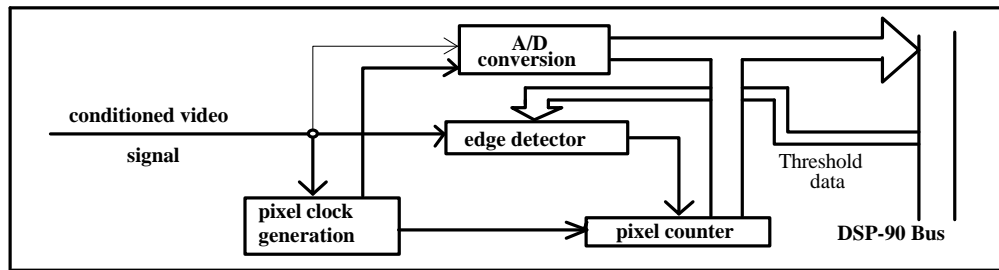 A/D
conversion
conditioned video
signal
edge detector
Threshold
data
pixel clock
generation
pixel counter
DSP-90 Bus